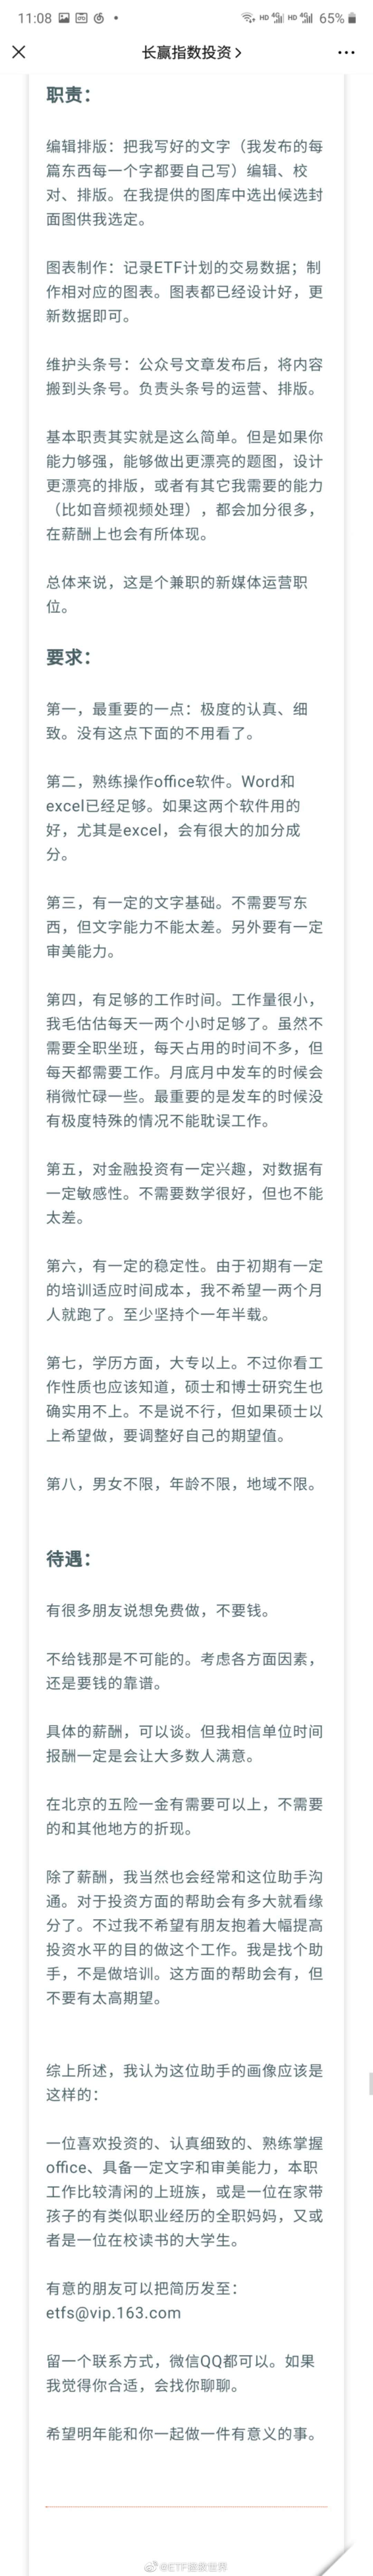 11:08
HD 4G HD 4G 65%
长赢指数投资
职责：
编辑排版：把我写好的文字（我发布的每
篇东西每一个字都要自己写）编辑、校
对、排版。在我提供的图库中选出候选封
面图供我选定。
图表制作：记录ETF计划的交易数据；制
作相对应的图表。图表都已经设计好，更
新数据即可。
维护头条号：公众号文章发布后，将内容
搬到头条号。负责头条号的运营、排版。
基本职责其实就是这么简单。但是如果你
能力够强，能够做出更漂亮的题图，设计
更漂亮的排版，或者有其它我需要的能力
（比如音频视频处理），都会加分很多，
在薪酬上也会有所体现。
总体来说，这是个兼职的新媒体运营职
位。
要求：
第一，最重要的一点：极度的认真、细
致。没有这点下面的不用看了。
第二，熟练操作office软件。Word和
excel已经足够。如果这两个软件用的
好，尤其是excel，会有很大的加分成
分。
第三，有一定的文字基础。不需要写东
西，但文字能力不能太差。另外要有一定
审美能力。
第四，有足够的工作时间。工作量很小，
我毛估估每天一两个小时足够了。虽然不
需要全职坐班，每天占用的时间不多，但
每天都需要工作。月底月中发车的时候会
稍微忙碌一些。最重要的是发车的时候没
有极度特殊的情况不能耽误工作。
第五，对金融投资有一定兴趣，对数据有
一定敏感性。不需要数学很好，但也不能
太差。
第六，有一定的稳定性。由于初期有一定
的培训适应时间成本，我不希望一两个月
人就跑了。至少坚持个一年半载。
第七，学历方面，大专以上。不过你看工
作性质也应该知道，硕士和博士研究生也
确实用不上。不是说不行，但如果硕士以
上希望做，要调整好自己的期望值。
第八，男女不限，年龄不限，地域不限。
待遇：
有很多朋友说想免费做，不要钱。
不给钱那是不可能的。考虑各方面因素，
还是要钱的靠谱。
具体的薪酬，可以谈。但我相信单位时间
报酬一定是会让大多数人满意。
在北京的五险一金有需要可以上，不需要
的和其他地方的折现。
除了薪酬，我当然也会经常和这位助手沟
通。对于投资方面的帮助会有多大就看缘
分了。不过我不希望有朋友抱着大幅提高
投资水平的目的做这个工作。我是找个助
手，不是做培训。这方面的帮助会有，但
不要有太高期望。
综上所述，我认为这位助手的画像应该是
这样的：
一位喜欢投资的、认真细致的、熟练掌握
office、具备一定文字和审美能力，本职
工作比较清闲的上班族，或是一位在家带
孩子的有类似职业经历的全职妈妈，又或
者是一位在校读书的大学生。
有意的朋友可以把简历发至：
etfs@vip.163.com
留一个联系方式，微信QQ都可以。如果
我觉得你合适，会找你聊聊。
希望明年能和你一起做一件有意义的事。
@ETF拯救世界